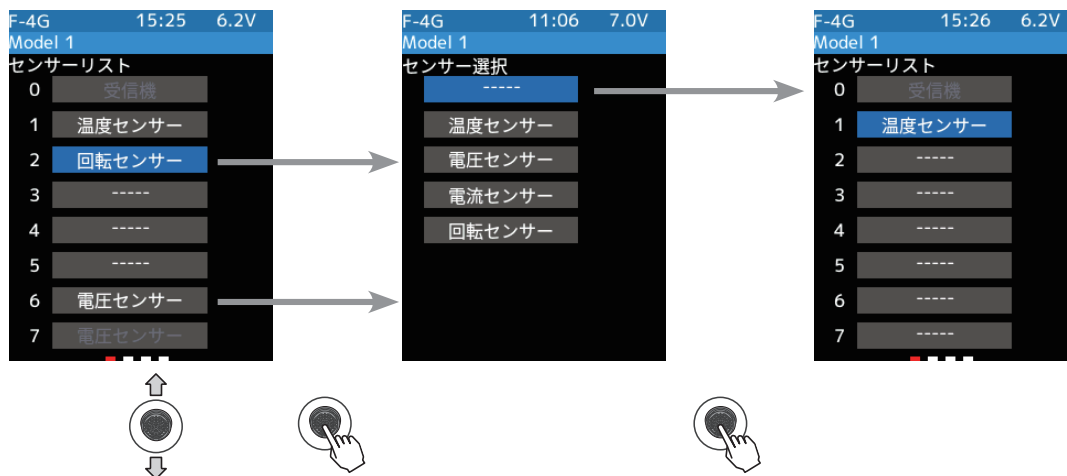 F-4G 15:25 6.2V
Model 1
センサーリスト
0 受信機
1 温度センサー
2 回転センサー
3 -----
4 -----
5 -----
6 電圧センサー
7 電圧センサー
F-4G 11:06 7.0V
Model 1
センサー選択
-----
温度センサー
電圧センサー
電流センサー
回転センサー
F-4G 15:26 6.2V
Model 1
センサーリスト
0 受信機
1 温度センサー
2 -----
3 -----
4 -----
5 -----
6 -----
7 -----